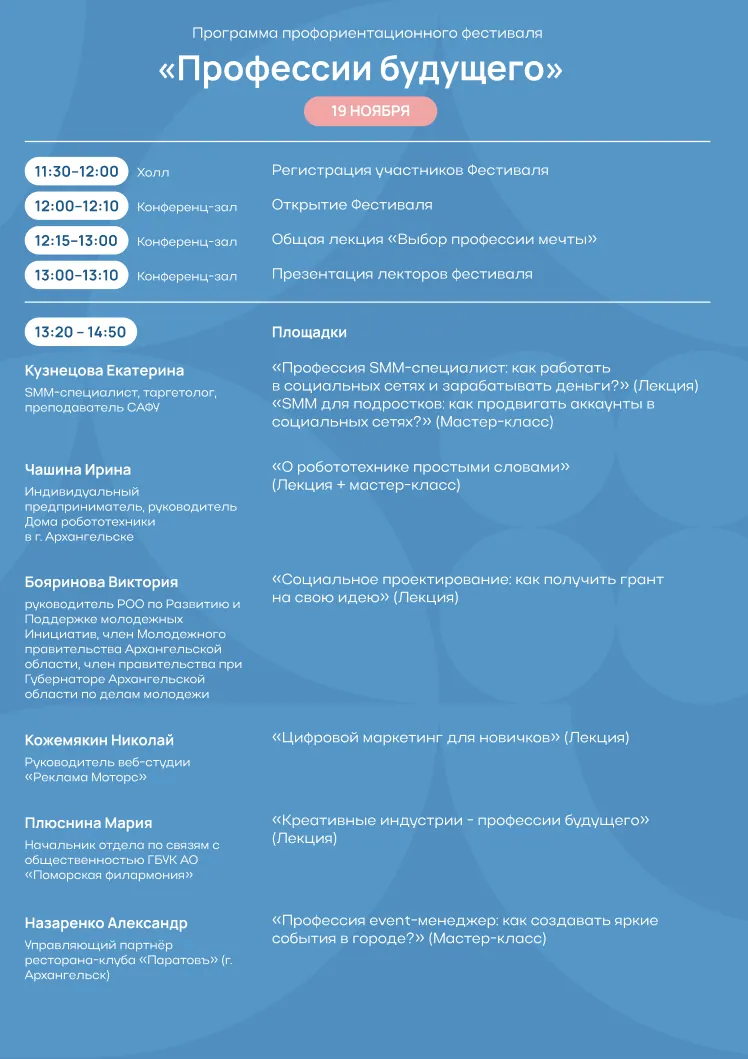 Программа профориентационного фестиваля
«Профессии будущего»
19 НОЯБРЯ
11:30–12:00 Холл Регистрация участников Фестиваля
12:00–12:10 Конференц-зал Открытие Фестиваля
12:15–13:00 Конференц-зал Общая лекция «Выбор профессии мечты»
13:00–13:10 Конференц-зал Презентация лекторов фестиваля
13:20 – 14:50 Площадки
Кузнецова Екатерина
SMM-специалист, таргетолог,
преподаватель САФУ
«Профессия SMM-специалист: как работать
в социальных сетях и зарабатывать деньги?» (Лекция)
«SMM для подростков: как продвигать аккаунты в
социальных сетях?» (Мастер-класс)
Чашина Ирина
Индивидуальный
предприниматель, руководитель
Дома робототехники
в г. Архангельске
«О робототехнике простыми словами»
(Лекция + мастер-класс)
Бояринова Виктория
руководитель РОО по Развитию и
Поддержке молодежных
Инициатив, член Молодежного
правительства Архангельской
области, член правительства при
Губернаторе Архангельской
области по делам молодежи
«Социальное проектирование: как получить грант
на свою идею» (Лекция)
Кожемякин Николай
Руководитель веб-студии
«Реклама Моторс»
«Цифровой маркетинг для новичков» (Лекция)
Плюснина Мария
Начальник отдела по связям с
общественностью ГБУК АО
«Поморская филармония»
«Креативные индустрии - профессии будущего»
(Лекция)
Назаренко Александр
Управляющий партнёр
ресторана-клуба «Паратовъ» (г.
Архангельск)
«Профессия event-менеджер: как создавать яркие
события в городе?» (Мастер-класс)